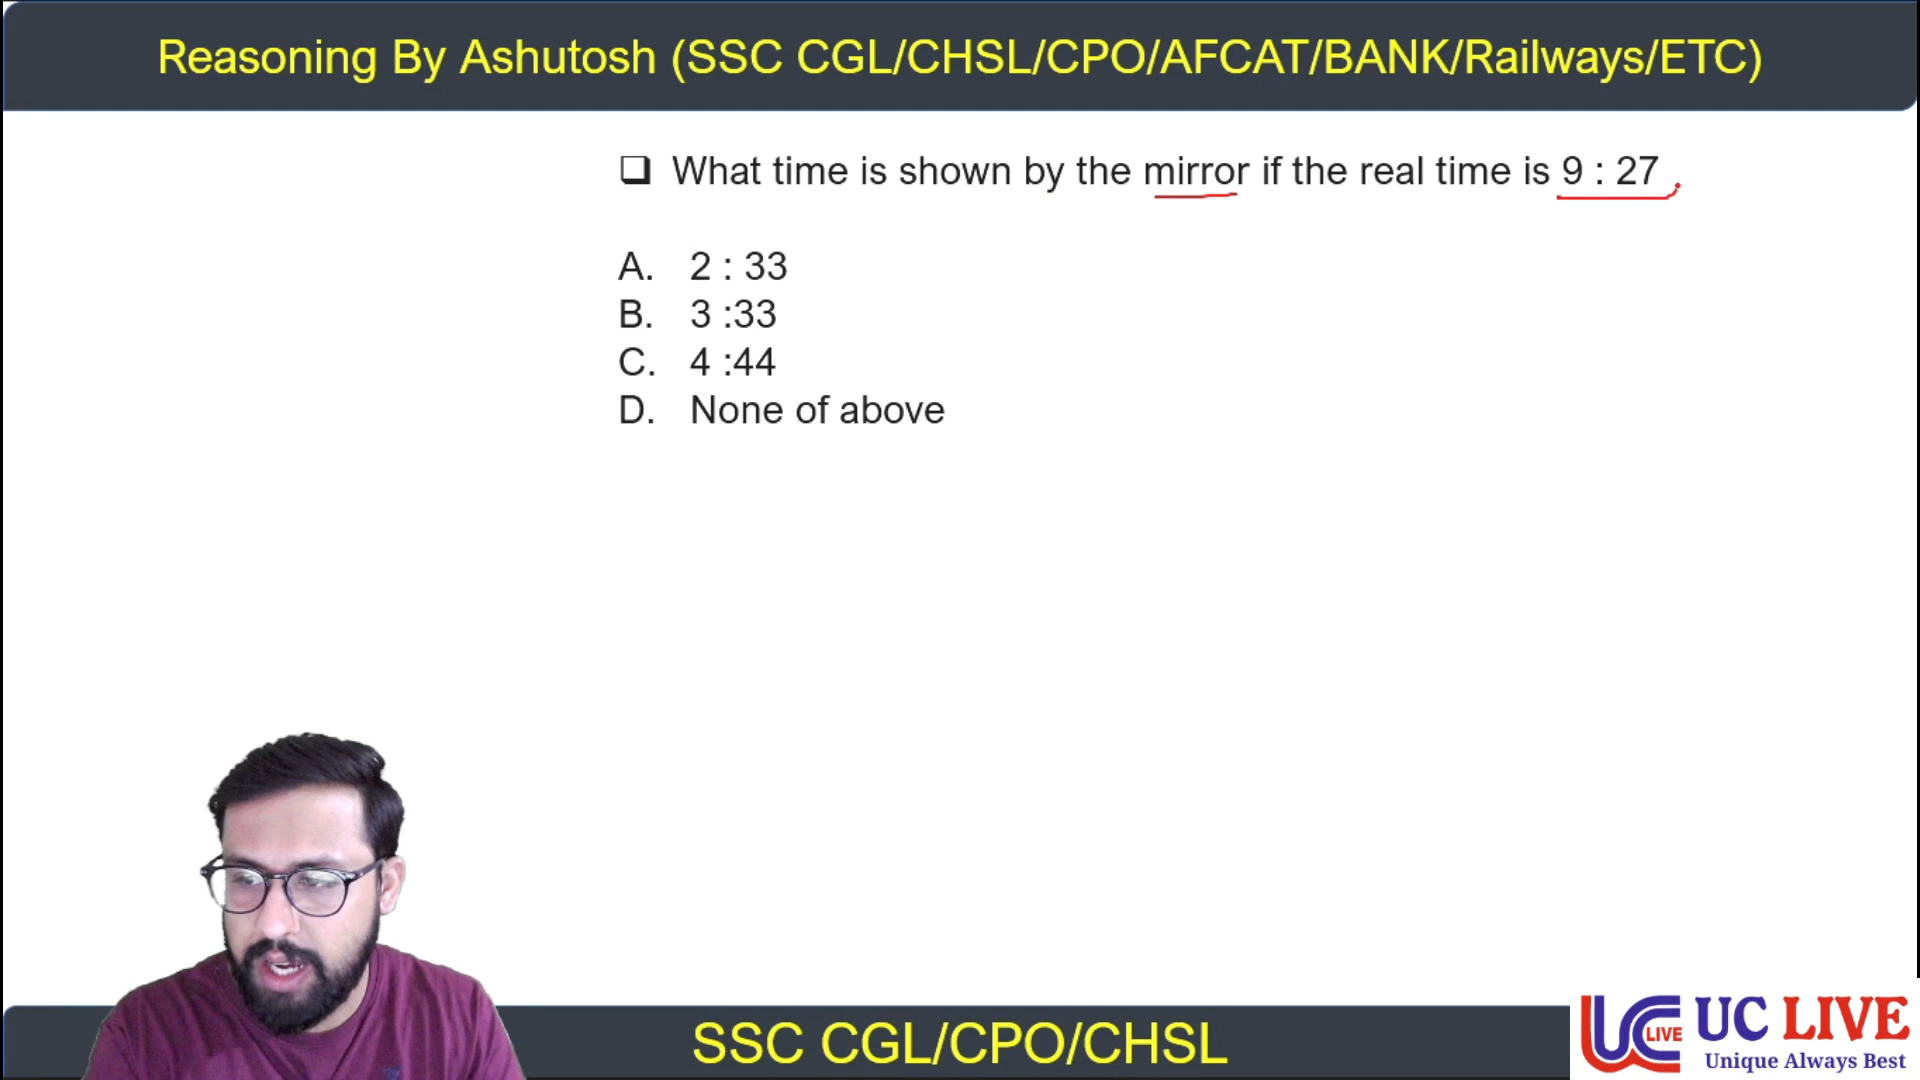 Reasoning By Ashutosh (SSC CGL/CHSL/CPO/AFCAT/BANK/Railways/ETC)
❑ What time is shown by the mirror if the real time is 9 : 27
A. 2 : 33
B. 3 :33
C. 4 :44
D. None of above
SSC CGL/CPO/CHSL
UC LIVE UC LIVE
Unique Always Best